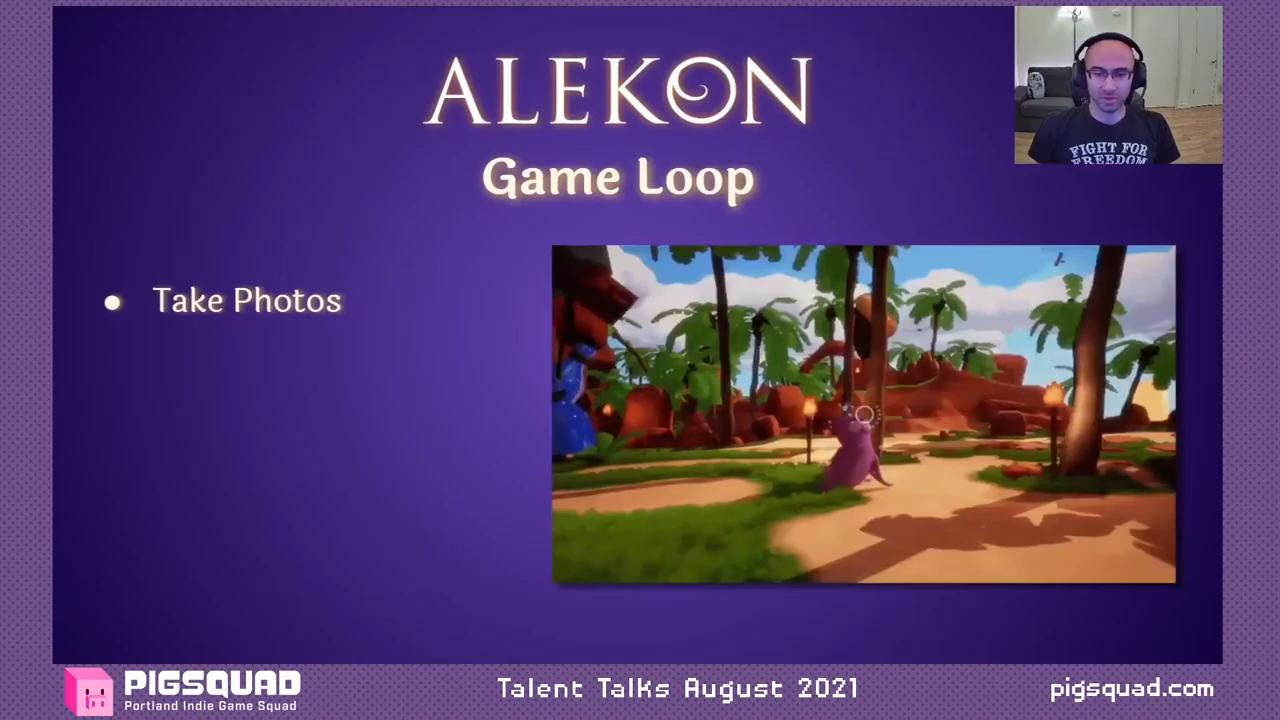 ALEKON
Game Loop
FIGHT FOR
FREEDOM
● Take Photos
PIGSQUAD
Portland Indie Game Squad
Talent Talks August 2021
pigsquad.com